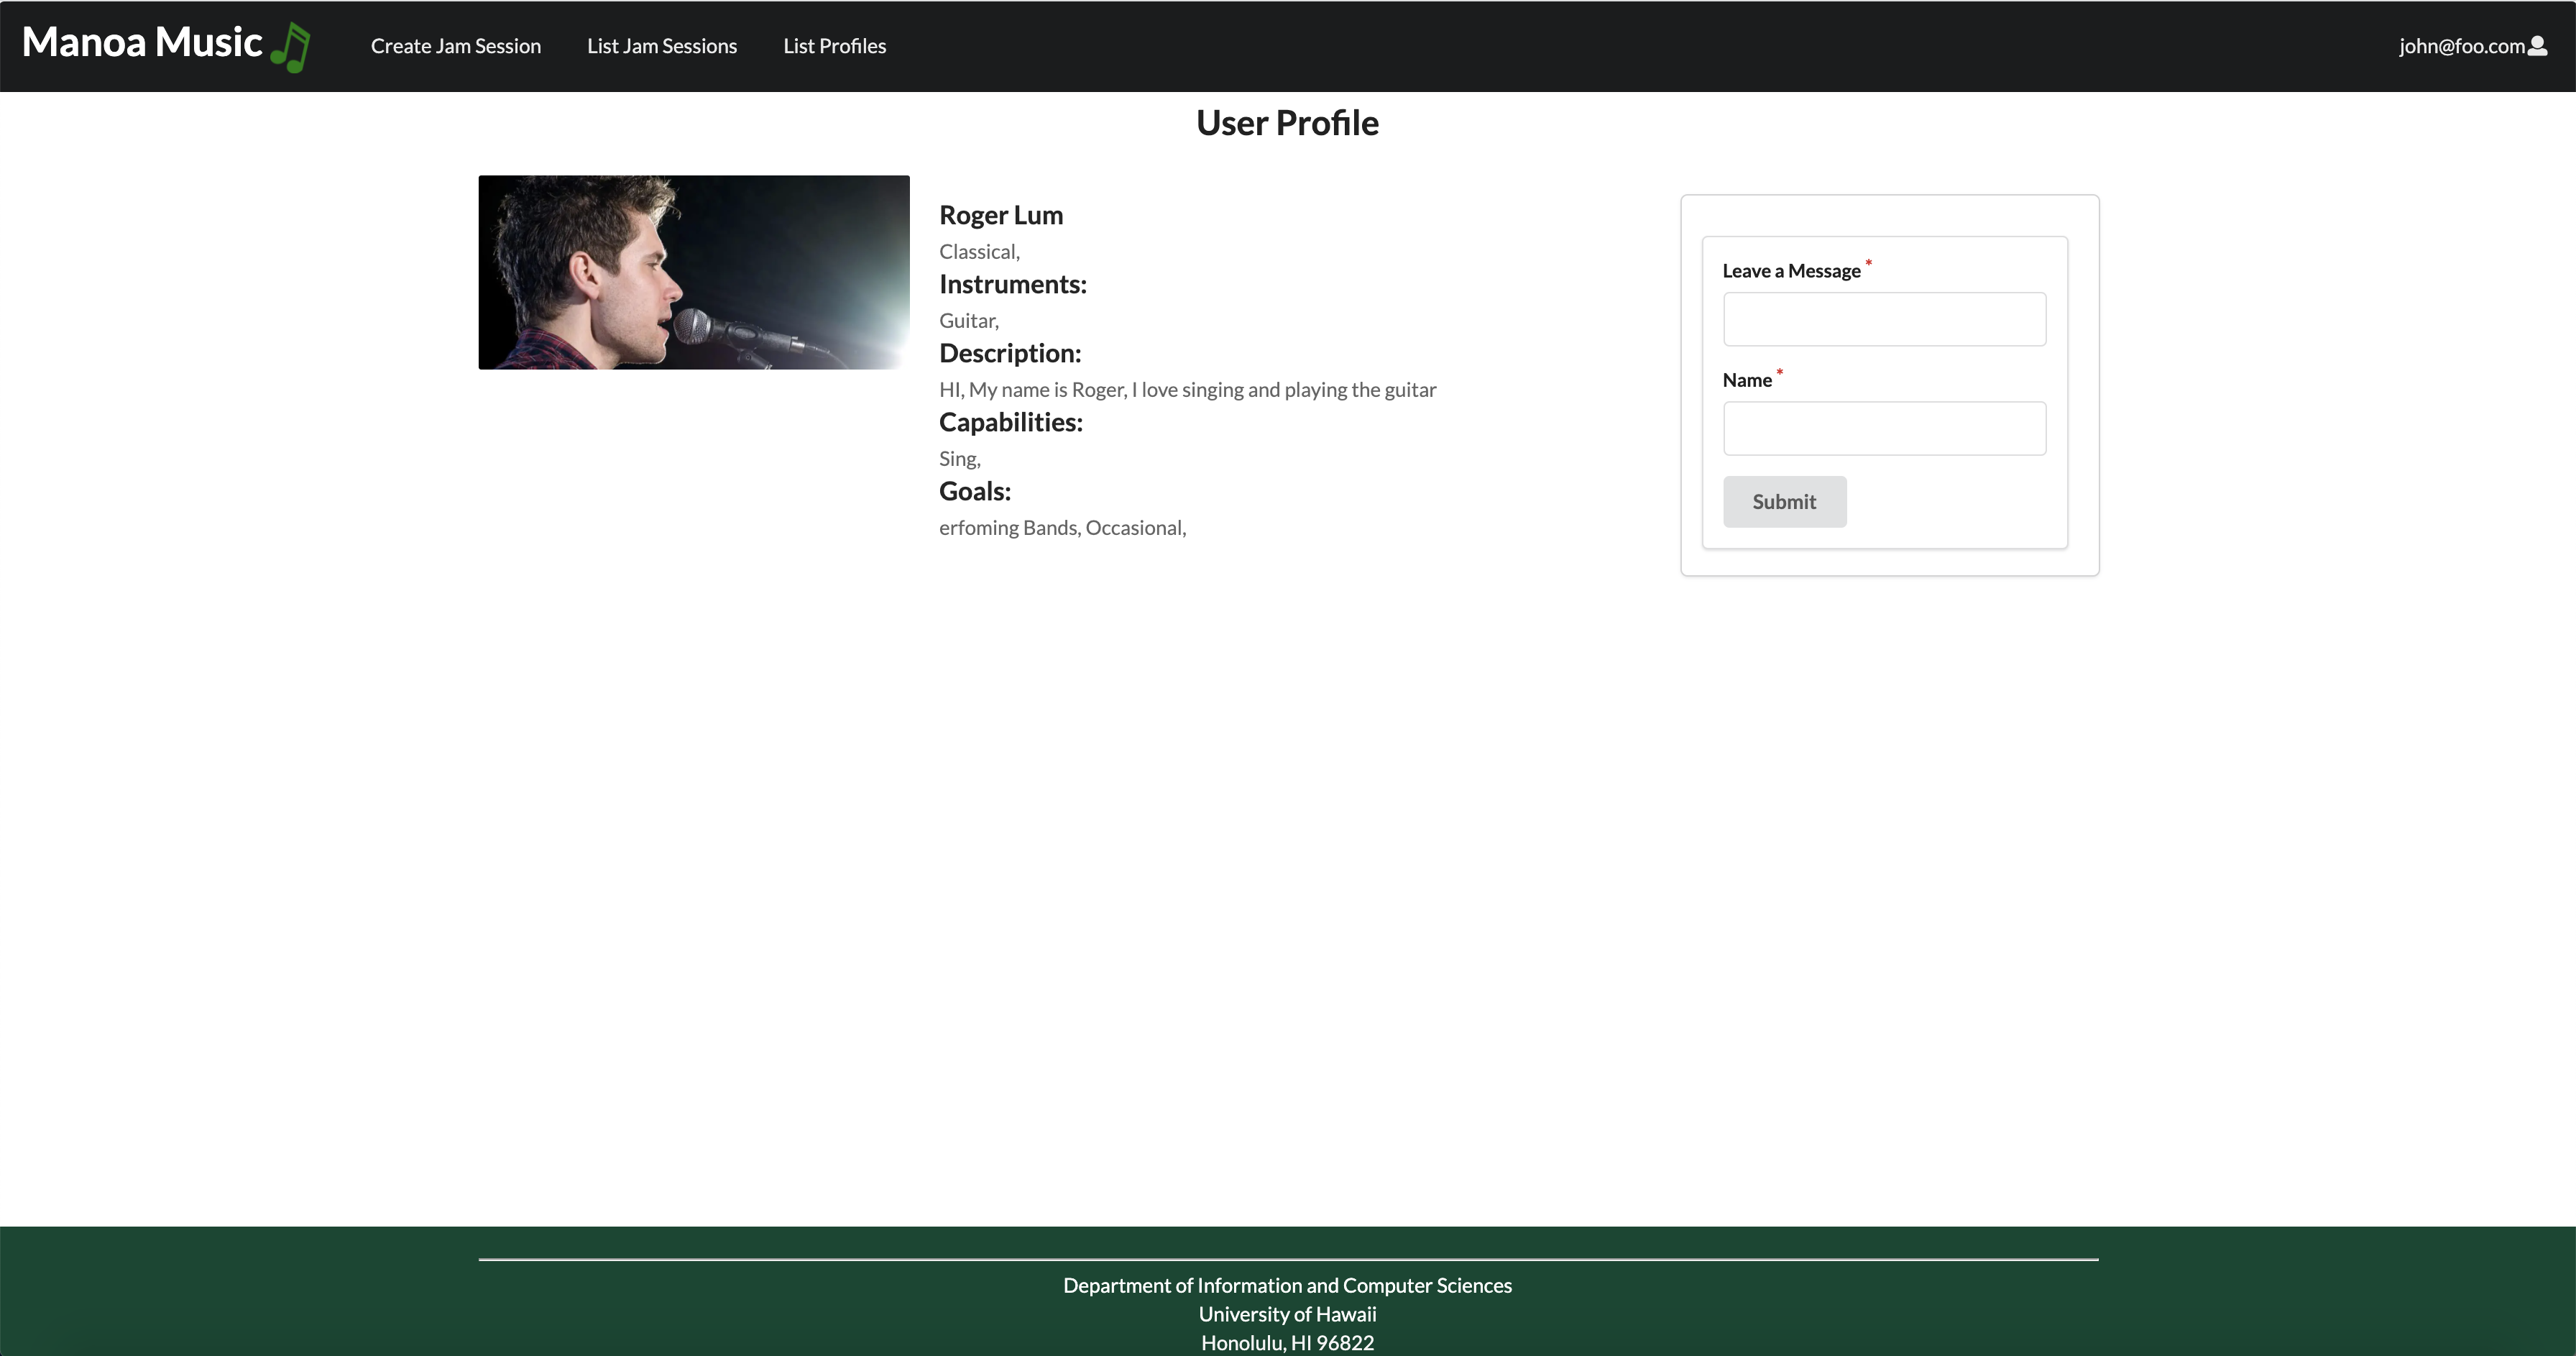 Manoa Music
Create Jam Session
List Jam Sessions
List Profiles
john@foo.com
User Profile
Roger Lum
Classical,
Instruments:
Guitar,
Description:
HI, My name is Roger, I love singing and playing the guitar
Capabilities:
Sing,
Goals:
erfoming Bands, Occasional,
Leave a Message *
Name *
Submit
Department of Information and Computer Sciences
University of Hawaii
Honolulu, HI 96822